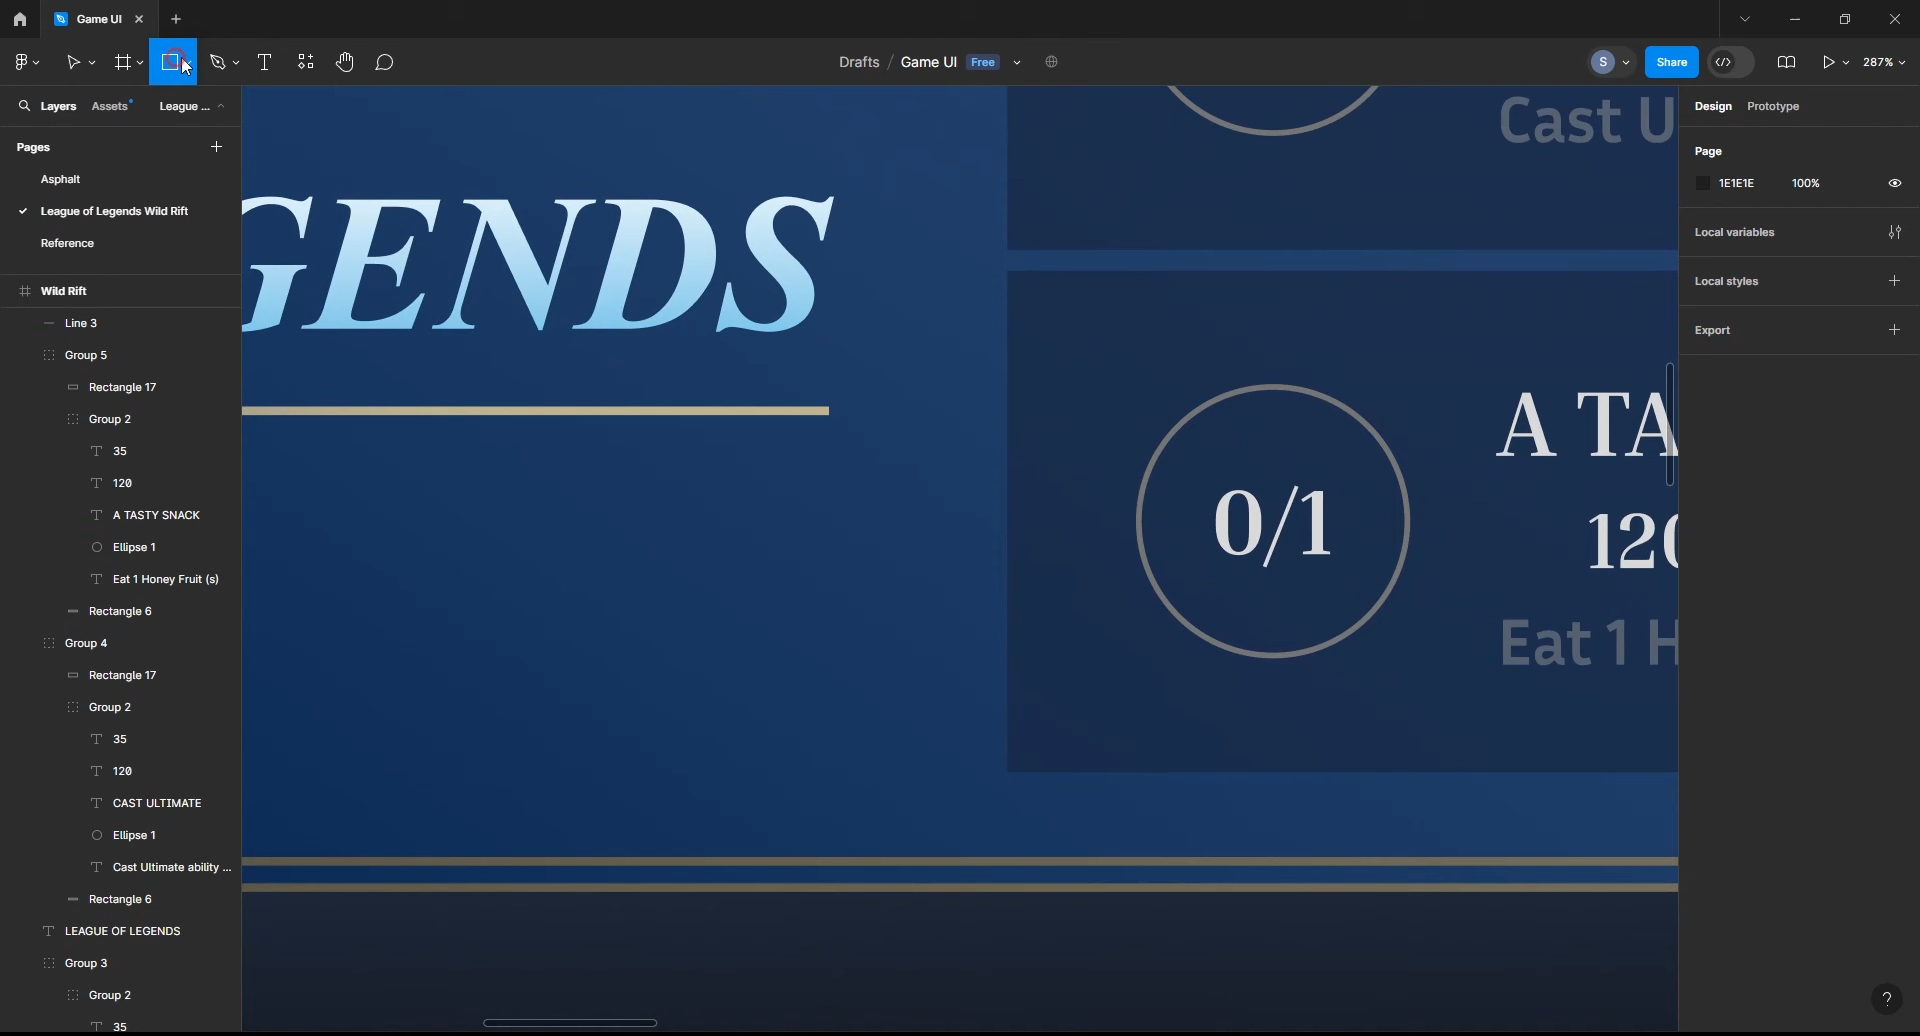 Game UI
Drafts / Game UI Free
S
Share
287%
Layers
Assets
League ...
Design
Prototype
Pages
Asphalt
League of Legends Wild Rift
Reference
Wild Rift
Line 3
Group 5
Rectangle 17
Group 2
35
120
A TASTY SNACK
Ellipse 1
Eat 1 Honey Fruit (s)
Rectangle 6
Group 4
Rectangle 17
Group 2
35
120
CAST ULTIMATE
Ellipse 1
Cast Ultimate ability ...
Rectangle 6
LEAGUE OF LEGENDS
Group 3
Group 2
35
GENDS
Cast U
0/1
A TA
120
Eat 1 H
Page
1E1E1E 100%
Local variables
Local styles
Export
?